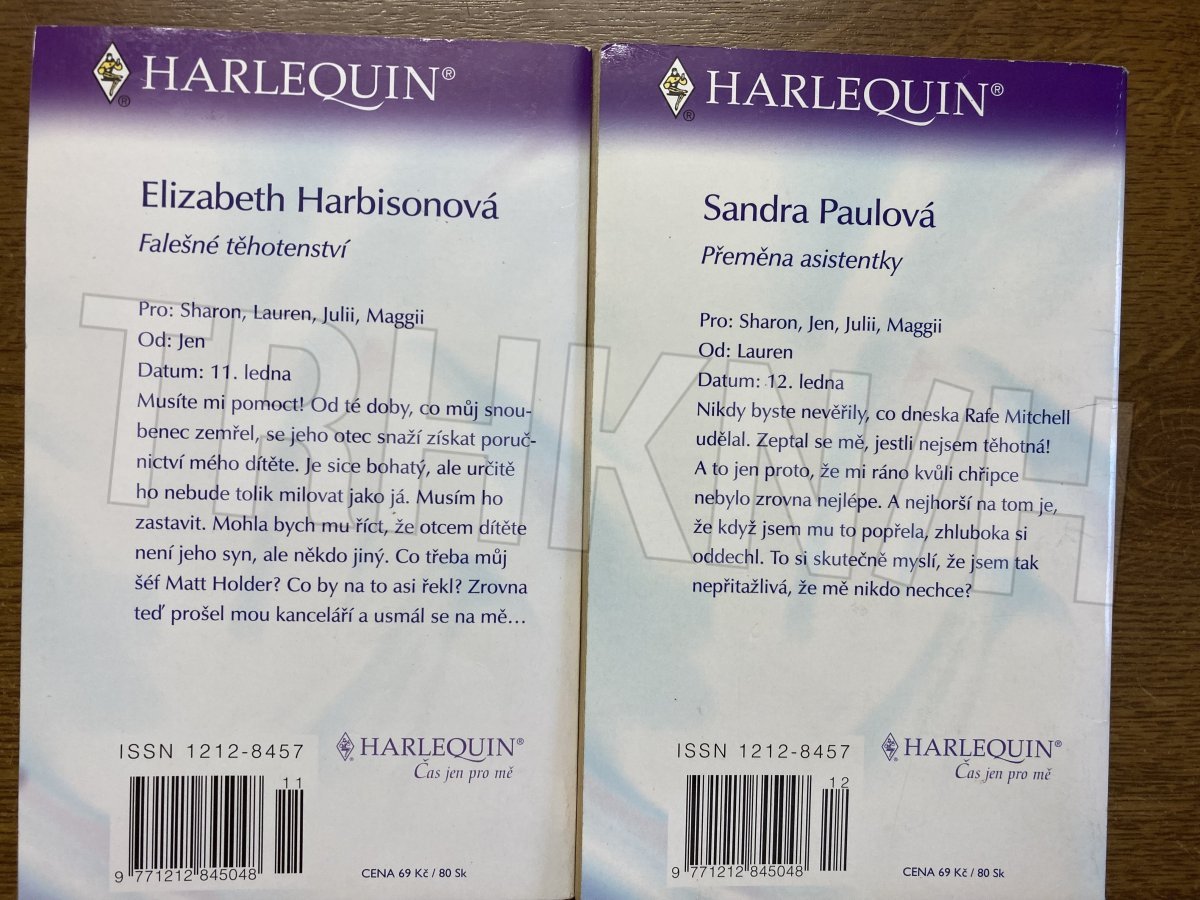 HARLEQUIN®
Elizabeth Harbisonová
Falešné těhotenství
Pro: Sharon, Lauren, Julii, Maggii
Od: Jen
Datum: 11. ledna
Musíte mi pomoct! Od té doby, co můj snou-
benec zemřel, se jeho otec snaží získat poruč-
nictví mého dítěte. Je sice bohatý, ale určitě
ho nebude tolik milovat jako já. Musím ho
zastavit. Mohla bych mu říct, že otcem dítěte
není jeho syn, ale někdo jiný. Co třeba můj
šéf Matt Holder? Co by na to asi řekl? Zrovna
teď prošel mou kanceláří a usmál se na mě...
ISSN 1212-8457
HARLEQUIN®
Čas jen pro mě
11
9 771212 845048
CENA 69 Kč / 80 Sk
HARLEQUIN®
Sandra Paulová
Přeměna asistentky
Pro: Sharon, Jen, Julii, Maggii
Od: Lauren
Datum: 12. ledna
Nikdy byste nevěřily, co dneska Rafe Mitchell
udělal. Zeptal se mě, jestli nejsem těhotná!
A to jen proto, že mi ráno kvůli chřipce
nebylo zrovna nejlépe. A nejhorší na tom je,
že když jsem mu to popřela, zhluboka si
oddechl. To si skutečně myslí, že jsem tak
nepřitažlivá, že mě nikdo nechce?
ISSN 1212-8457
HARLEQUIN®
Čas jen pro mě
12
9 771212 845048
CENA 69 Kč / 80 Sk
TRHKNIH